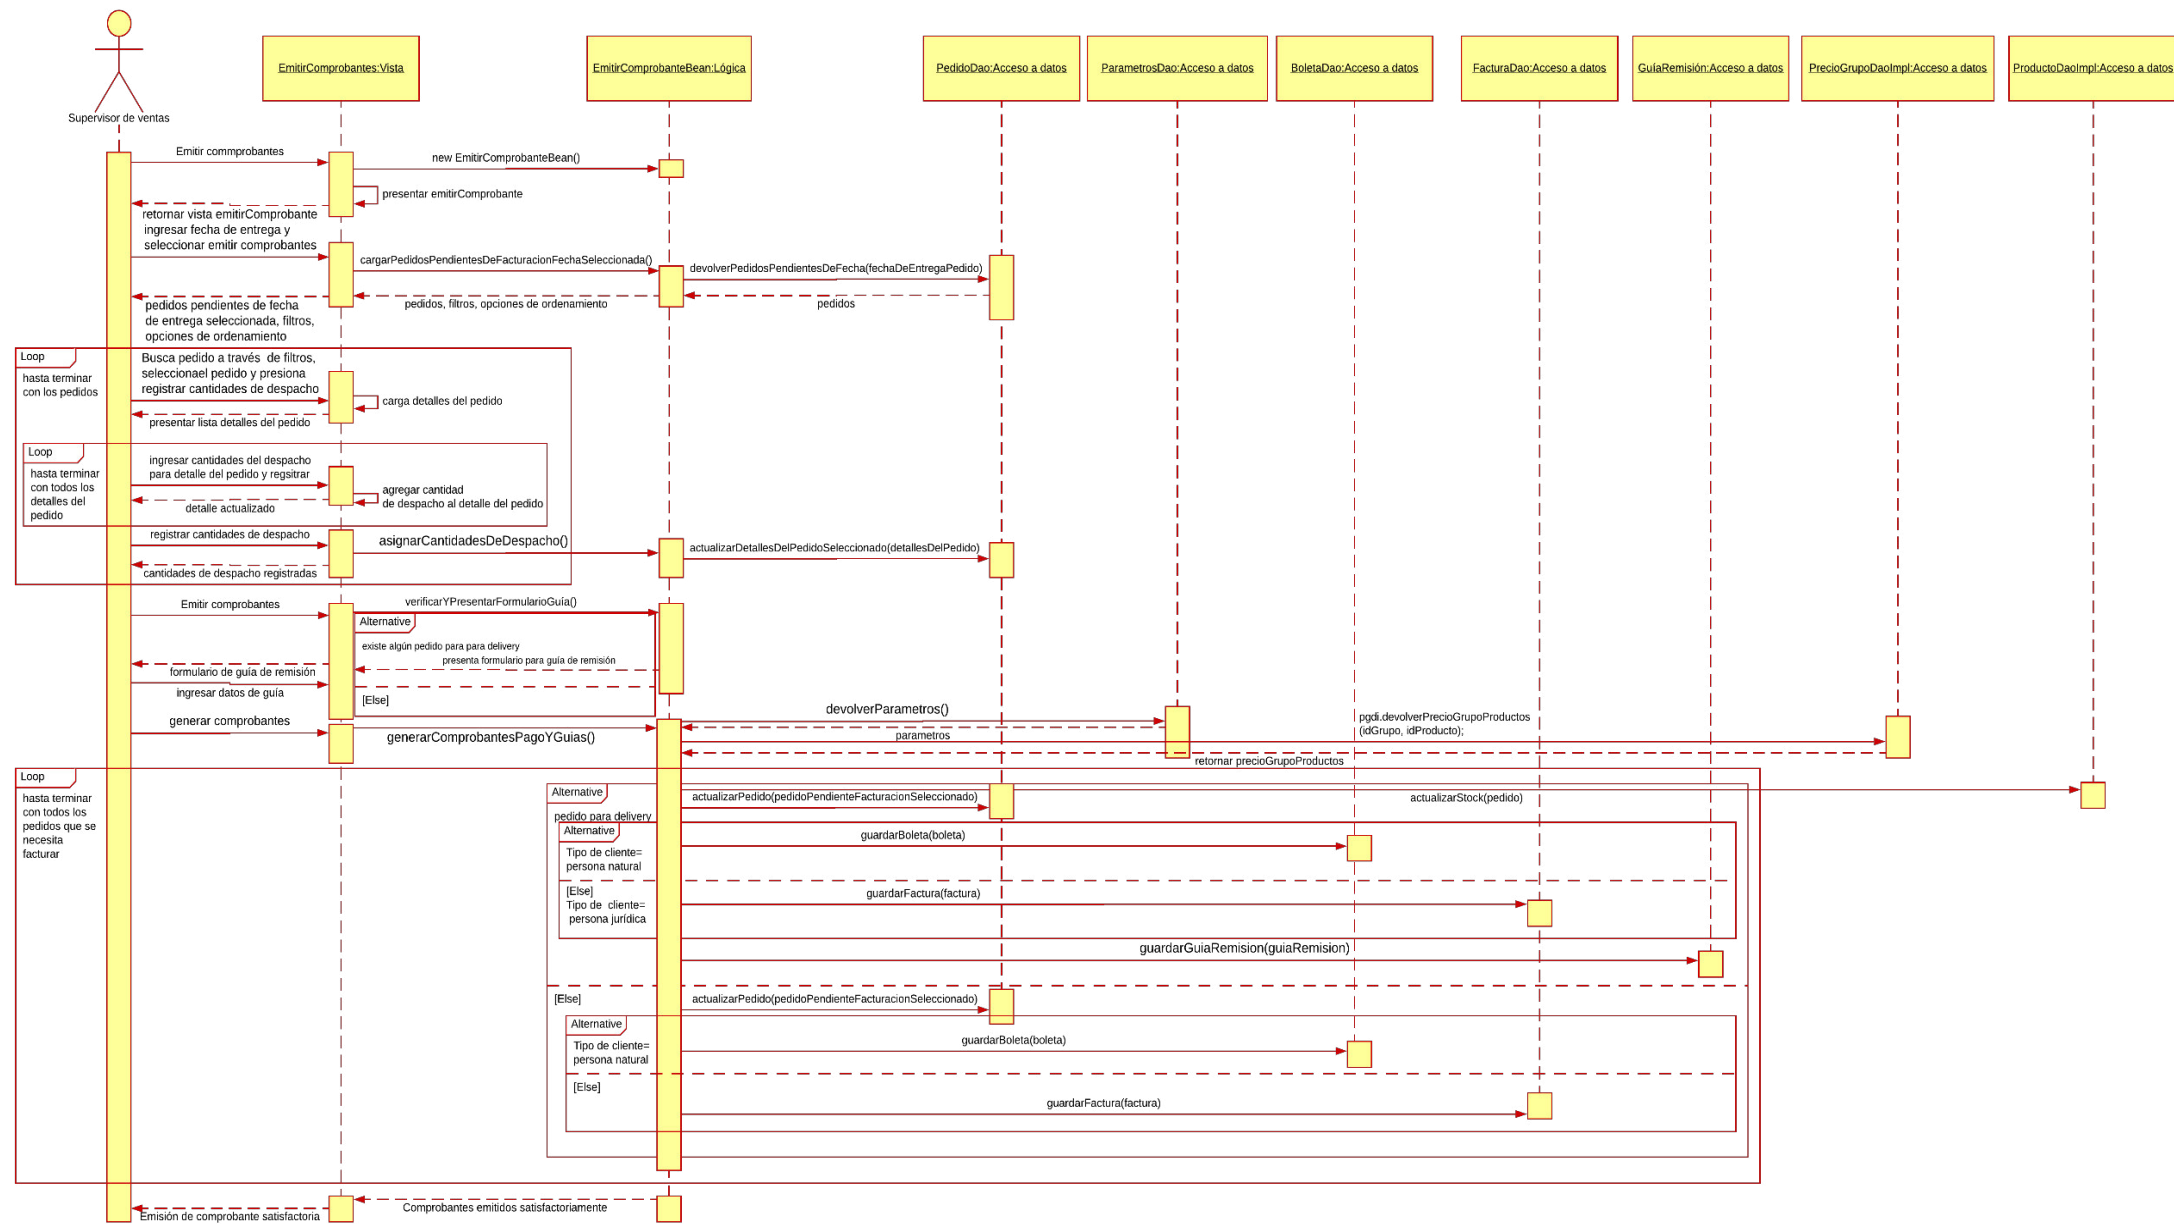 Supervisor de ventas
EmitirComprobantes:Vista
EmitirComprobanteBean:Lógica
PedidoDao:Acceso a datos
ParametrosDao:Acceso a datos
BoletaDao:Acceso a datos
FacturaDao:Acceso a datos
GuíaRemisión:Acceso a datos
PrecioGrupoDaoImpl:Acceso a datos
ProductoDaoImpl:Acceso a datos
Emitir commprobantes
new EmitirComprobanteBean()
presentar emitirComprobante
retornar vista emitirComprobante
ingresar fecha de entrega y
seleccionar emitir comprobantes
cargarPedidosPendientesDeFacturacionFechaSeleccionada()
devolverPedidosPendientesDeFecha(fechaDeEntregaPedido)
pedidos pendientes de fecha
de entrega seleccionada, filtros,
opciones de ordenamiento
pedidos, filtros, opciones de ordenamiento
pedidos
Loop
hasta terminar
con los pedidos
Busca pedido a través  de filtros,
seleccionael pedido y presiona
registrar cantidades de despacho
carga detalles del pedido
presentar lista detalles del pedido
Loop
hasta terminar
con todos los
detalles del
pedido
ingresar cantidades del despacho
para detalle del pedido y regsitrar
agregar cantidad
de despacho al detalle del pedido
detalle actualizado
registrar cantidades de despacho
asignarCantidadesDeDespacho()
actualizarDetallesDelPedidoSeleccionado(detallesDelPedido)
cantidades de despacho registradas
Emitir comprobantes
verificarYPresentarFormularioGuía()
Alternative
existe algún pedido para para delivery
presenta formulario para guía de remisión
formulario de guía de remisión
ingresar datos de guía
[Else]
generar comprobantes
generarComprobantesPagoYGuias()
devolverParametros()
parametros
pgdi.devolverPrecioGrupoProductos
(idGrupo, idProducto);
retornar precioGrupoProductos
Loop
hasta terminar
con todos los
pedidos que se
necesita
facturar
Alternative
pedido para delivery
actualizarPedido(pedidoPendienteFacturacionSeleccionado)
actualizarStock(pedido)
Alternative
Tipo de cliente=
persona natural
guardarBoleta(boleta)
[Else]
Tipo de  cliente=
persona jurídica
guardarFactura(factura)
guardarGuiaRemision(guiaRemision)
[Else]
actualizarPedido(pedidoPendienteFacturacionSeleccionado)
Alternative
Tipo de cliente=
persona natural
guardarBoleta(boleta)
[Else]
guardarFactura(factura)
Comprobantes emitidos satisfactoriamente
Emisión de comprobante satisfactoria